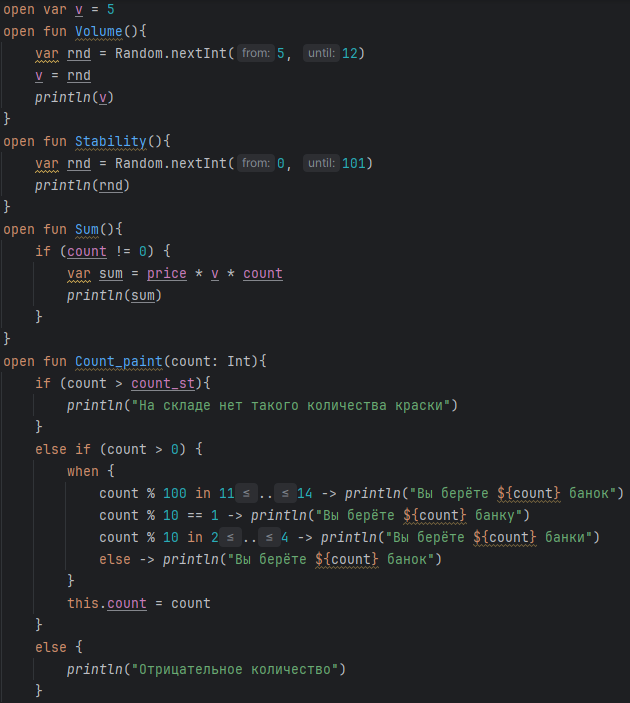 open var v = 5
open fun Volume(){
    var rnd = Random.nextInt( from: 5,  until: 12)
    v = rnd
    println(v)
}
open fun Stability(){
    var rnd = Random.nextInt( from: 0,  until: 101)
    println(rnd)
}
open fun Sum(){
    if (count != 0) {
        var sum = price * v * count
        println(sum)
    }
}
open fun Count_paint(count: Int){
    if (count > count_st){
        println("На складе нет такого количества краски")
    }
    else if (count > 0) {
        when {
            count % 100 in 11 ≤ .. ≤ 14 -> println("Вы берёте ${count} банок")
            count % 10 == 1 -> println("Вы берёте ${count} банку")
            count % 10 in 2 ≤ .. ≤ 4 -> println("Вы берёте ${count} банки")
            else -> println("Вы берёте ${count} банок")
        }
        this.count = count
    }
    else {
        println("Отрицательное количество")
    }